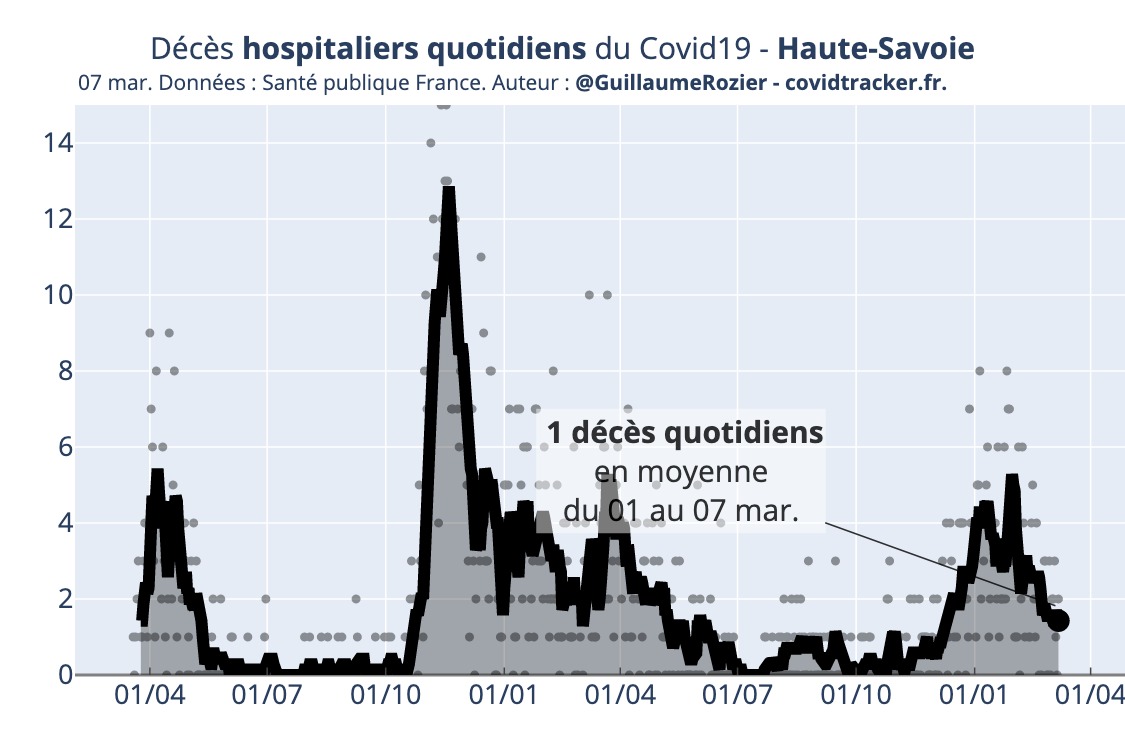 Décès hospitaliers quotidiens du Covid19 - Haute-Savoie
07 mar. Données : Santé publique France. Auteur : @GuillaumeRozier - covidtracker.fr.
14
12
10
8
6
4
2
0
1 décès quotidiens
en moyenne
du 01 au 07 mar.
01/04 01/07 01/10 01/01 01/04 01/07 01/10 01/01 01/04